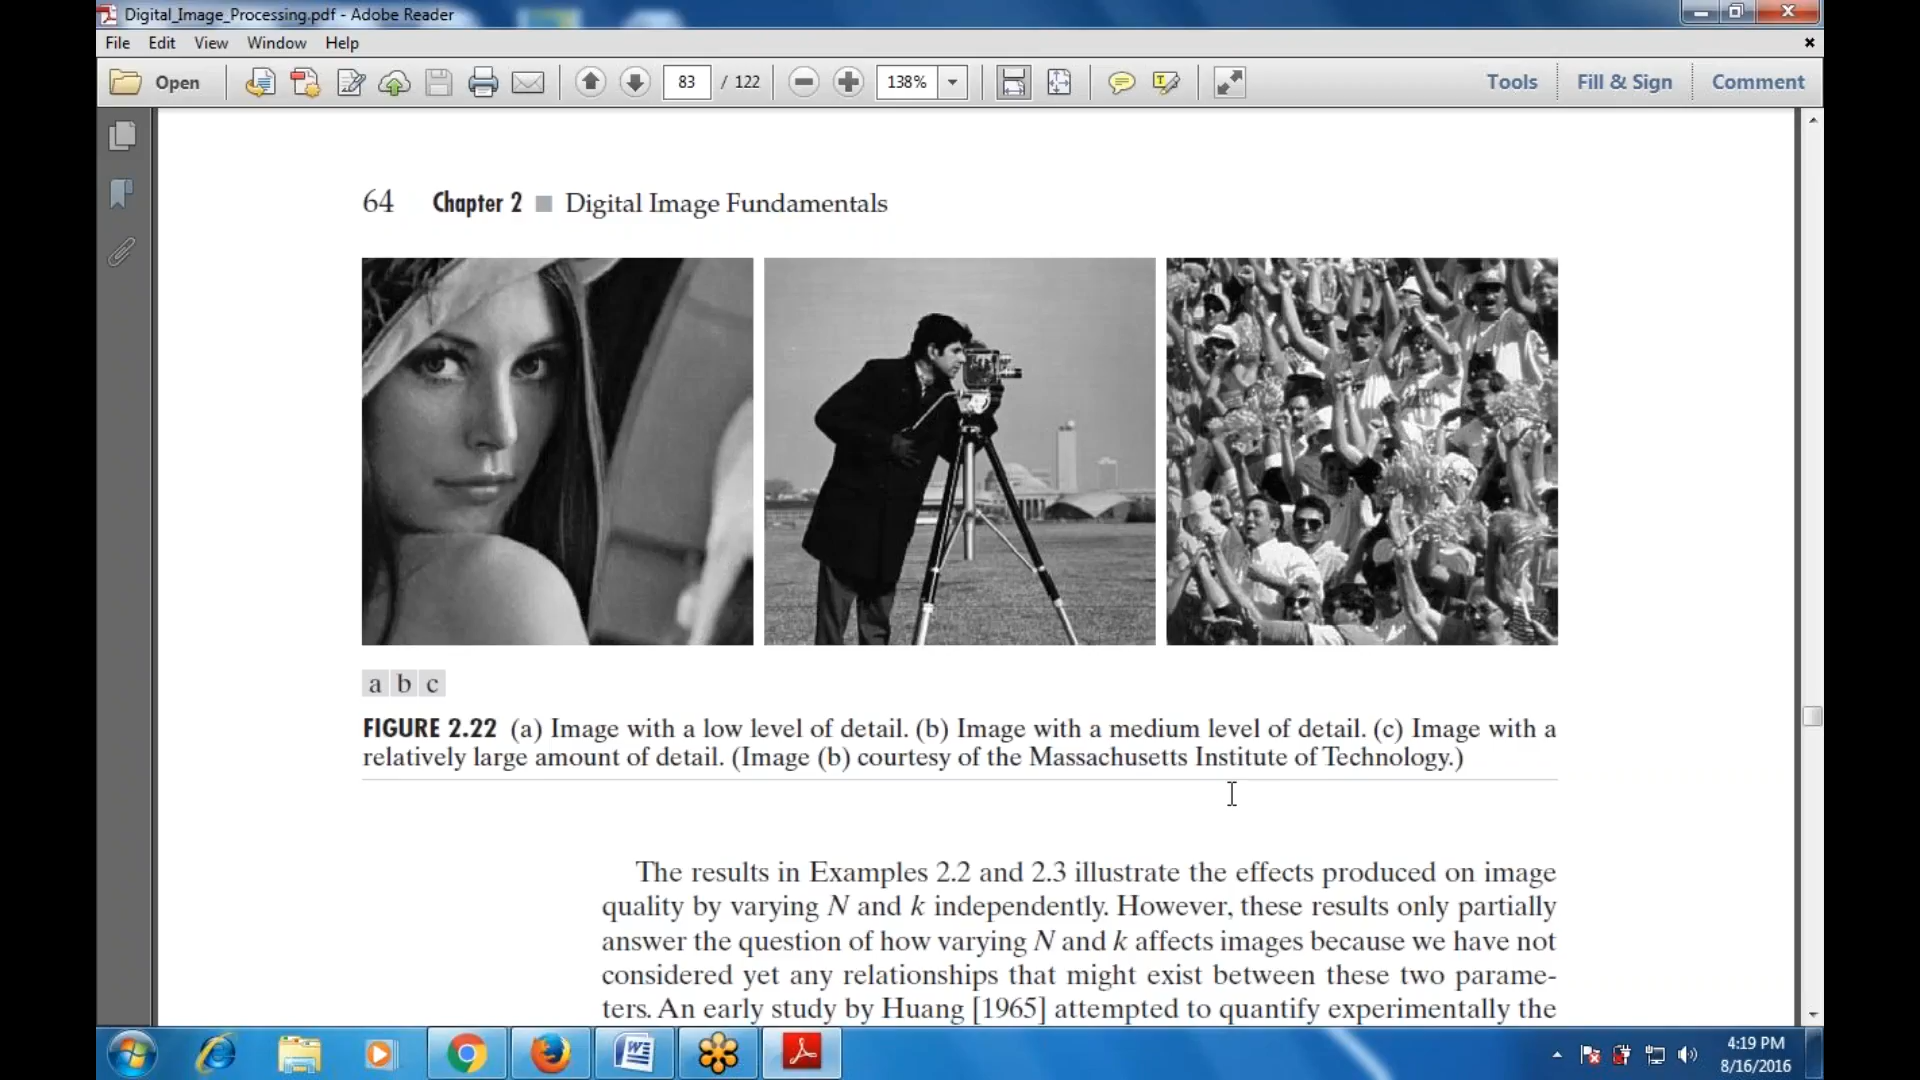 Digital_Image_Processing.pdf - Adobe Reader
File Edit View Window Help
Open 83 / 122 138% Tools Fill & Sign Comment
64 Chapter 2 Digital Image Fundamentals
a b c
FIGURE 2.22 (a) Image with a low level of detail. (b) Image with a medium level of detail. (c) Image with a
relatively large amount of detail. (Image (b) courtesy of the Massachusetts Institute of Technology.)
The results in Examples 2.2 and 2.3 illustrate the effects produced on image
quality by varying N and k independently. However, these results only partially
answer the question of how varying N and k affects images because we have not
considered yet any relationships that might exist between these two parame-
ters. An early study by Huang [1965] attempted to quantify experimentally the
4:19 PM
8/16/2016